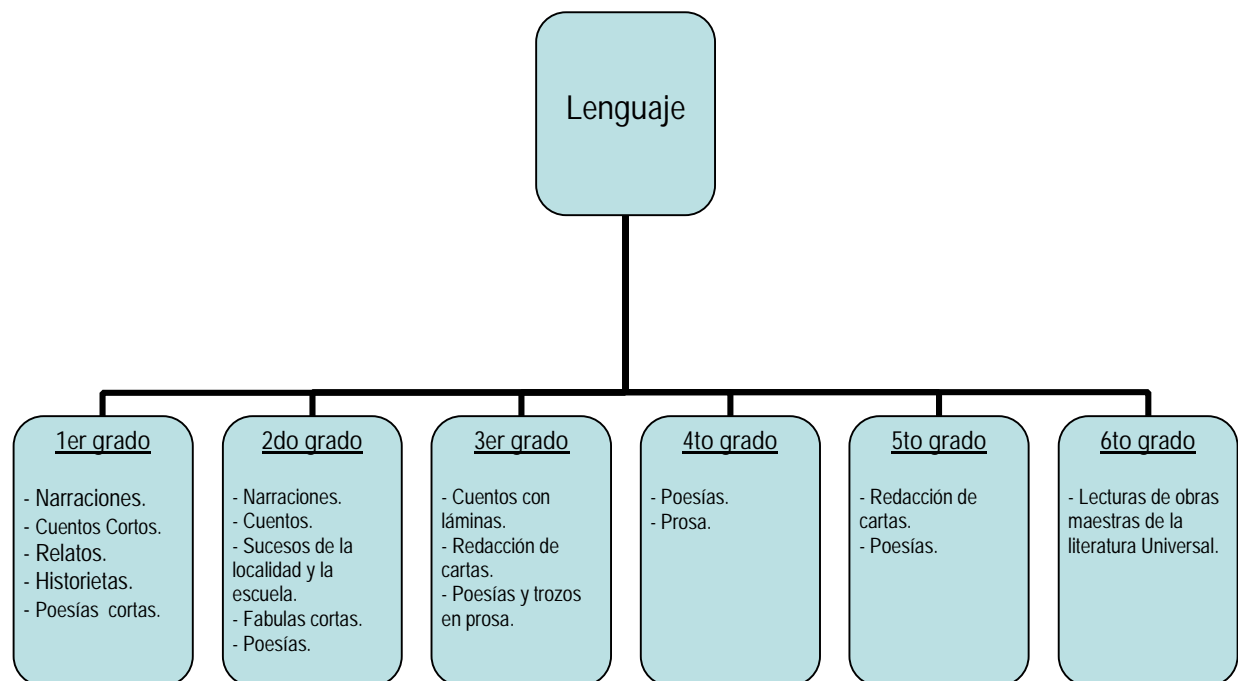 Lenguaje
1er grado
- Narraciones.
- Cuentos Cortos.
- Relatos.
- Historietas.
- Poesías cortas.
2do grado
- Narraciones.
- Cuentos.
- Sucesos de la
localidad y la
escuela.
- Fabulas cortas.
- Poesías.
3er grado
- Cuentos con
láminas.
- Redacción de
cartas.
- Poesías y trozos
en prosa.
4to grado
- Poesías.
- Prosa.
5to grado
- Redacción de
cartas.
- Poesías.
6to grado
- Lecturas de obras
maestras de la
literatura Universal.